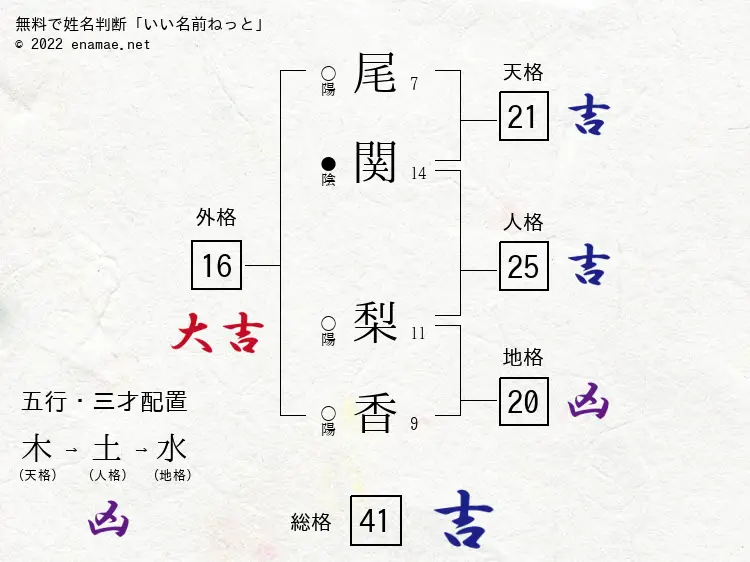 無料で姓名判断「いい名前ねっと」
© 2022 enamae.net
天格
21 吉
人格
25 吉
地格
20 凶
外格
16
大吉
○陽 尾 7
●陰 関 14
○陽 梨 11
○陽 香 9
五行・三才配置
木→土→水
(天格) (人格) (地格)
凶
総格 41 吉